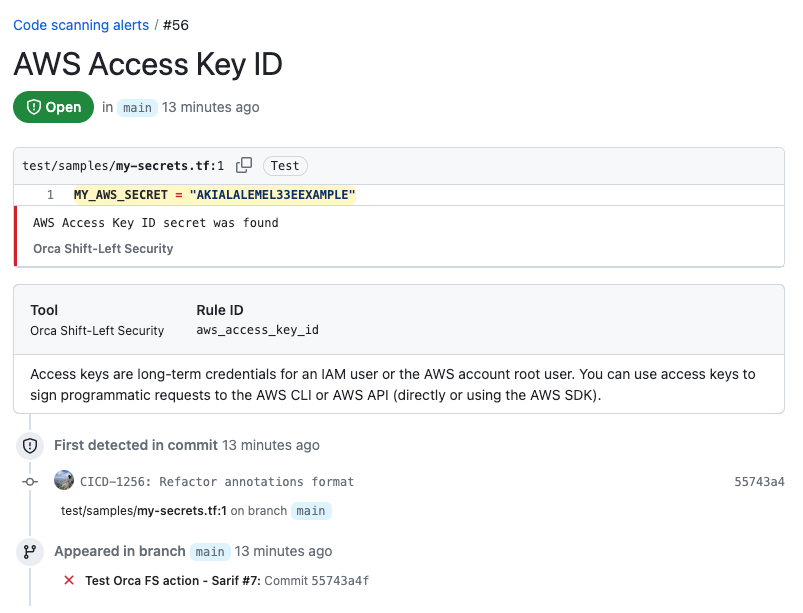 Code scanning alerts / #56
AWS Access Key ID
Open in main 13 minutes ago
test/samples/my-secrets.tf:1 Test
1 MY_AWS_SECRET = "AKIALALEMEL33EEXAMPLE"
AWS Access Key ID secret was found
Orca Shift-Left Security
Tool Rule ID
Orca Shift-Left Security aws_access_key_id
Access keys are long-term credentials for an IAM user or the AWS account root user. You can use access keys to
sign programmatic requests to the AWS CLI or AWS API (directly or using the AWS SDK).
First detected in commit 13 minutes ago
CICD-1256: Refactor annotations format 55743a4
test/samples/my-secrets.tf:1 on branch main
Appeared in branch main 13 minutes ago
Test Orca FS action - Sarif #7: Commit 55743a4f